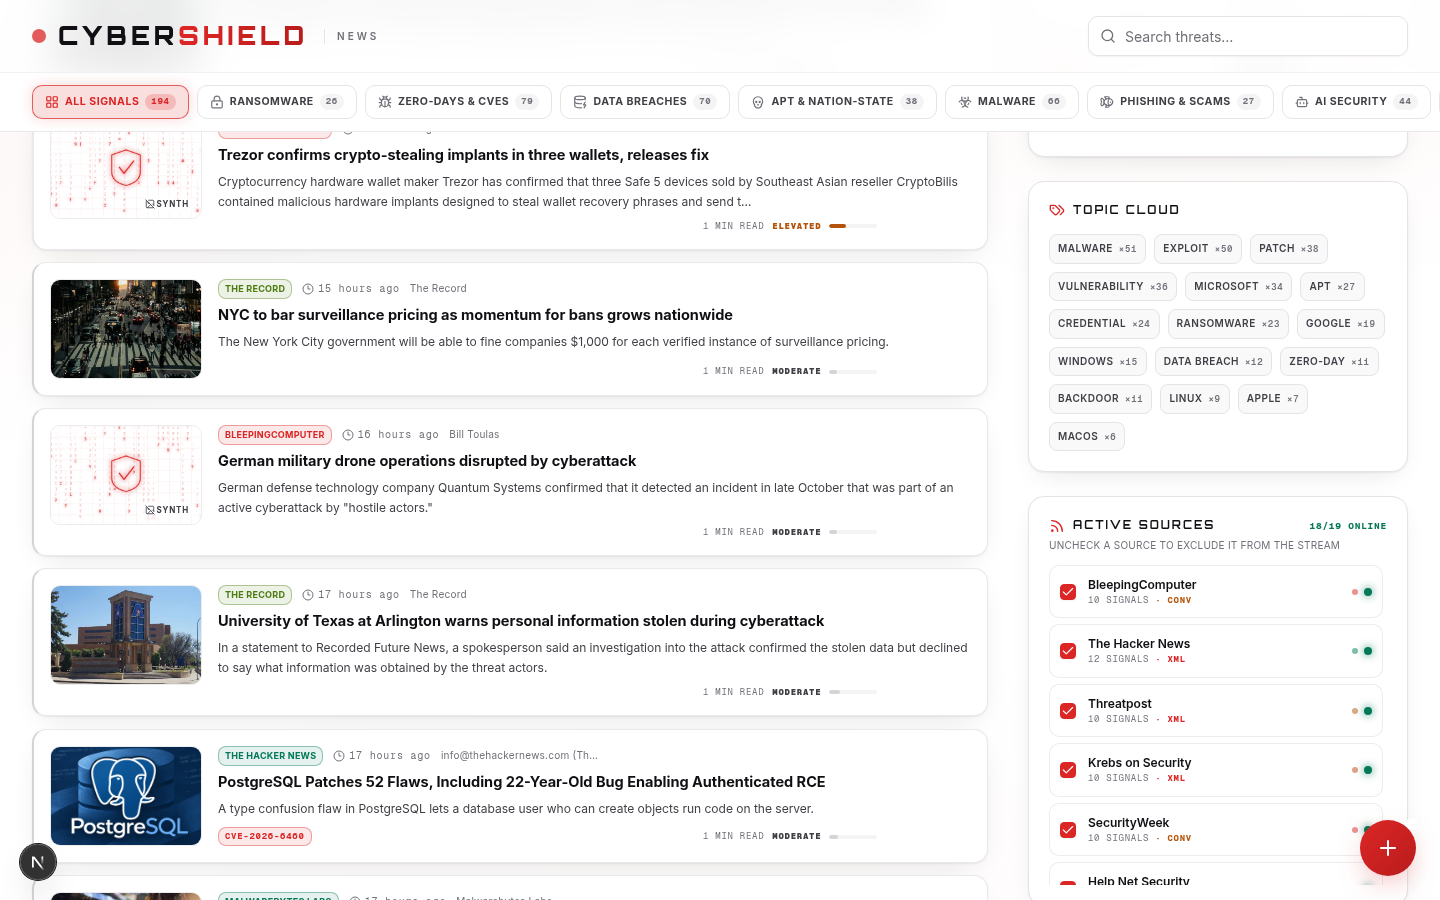 CYBERSHIELD
NEWS
Search threats...
ALL SIGNALS 194
RANSOMWARE 26
ZERO-DAYS & CVES 79
DATA BREACHES 70
APT & NATION-STATE 38
MALWARE 66
PHISHING & SCAMS 27
AI SECURITY 44
Trezor confirms crypto-stealing implants in three wallets, releases fix
Cryptocurrency hardware wallet maker Trezor has confirmed that three Safe 5 devices sold by Southeast Asian reseller CryptoBilis
contained malicious hardware implants designed to steal wallet recovery phrases and send t...
SYNTH
1 MIN READ ELEVATED
THE RECORD 15 hours ago The Record
NYC to bar surveillance pricing as momentum for bans grows nationwide
The New York City government will be able to fine companies $1,000 for each verified instance of surveillance pricing.
1 MIN READ MODERATE
BLEEPINGCOMPUTER 16 hours ago Bill Toulas
German military drone operations disrupted by cyberattack
German defense technology company Quantum Systems confirmed that it detected an incident in late October that was part of an
active cyberattack by "hostile actors."
SYNTH
1 MIN READ MODERATE
THE RECORD 17 hours ago The Record
University of Texas at Arlington warns personal information stolen during cyberattack
In a statement to Recorded Future News, a spokesperson said an investigation into the attack confirmed the stolen data but declined
to say what information was obtained by the threat actors.
1 MIN READ MODERATE
THE HACKER NEWS 17 hours ago info@thehackernews.com (Th...
PostgreSQL Patches 52 Flaws, Including 22-Year-Old Bug Enabling Authenticated RCE
A type confusion flaw in PostgreSQL lets a database user who can create objects run code on the server.
PostgreSQL
CVE-2026-6460
1 MIN READ MODERATE
MALWAREBYTES LABS 17 hours ago Malwarebytes Labs
TOPIC CLOUD
MALWARE ×51
EXPLOIT ×50
PATCH ×38
VULNERABILITY ×36
MICROSOFT ×34
APT ×27
CREDENTIAL ×24
RANSOMWARE ×23
GOOGLE ×19
WINDOWS ×15
DATA BREACH ×12
ZERO-DAY ×11
BACKDOOR ×11
LINUX ×9
APPLE ×7
MACOS ×6
ACTIVE SOURCES
18/19 ONLINE
UNCHECK A SOURCE TO EXCLUDE IT FROM THE STREAM
BleepingComputer
10 SIGNALS · CONV
The Hacker News
12 SIGNALS · XML
Threatpost
10 SIGNALS · XML
Krebs on Security
10 SIGNALS · XML
SecurityWeek
10 SIGNALS · CONV
Help Net Security